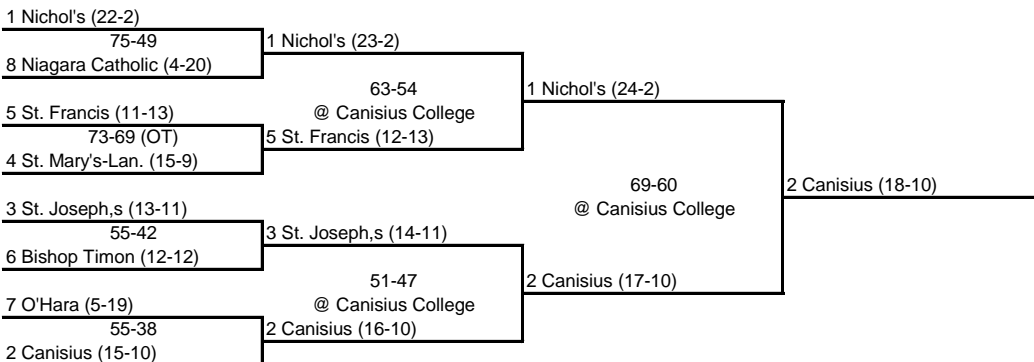 1 Nichol's (22-2)
75-49
8 Niagara Catholic (4-20)
1 Nichol's (23-2)
63-54
@ Canisius College
1 Nichol's (24-2)
5 St. Francis (11-13)
73-69 (OT)
4 St. Mary's-Lan. (15-9)
5 St. Francis (12-13)
69-60
@ Canisius College
2 Canisius (18-10)
3 St. Joseph,s (13-11)
55-42
6 Bishop Timon (12-12)
3 St. Joseph,s (14-11)
51-47
@ Canisius College
2 Canisius (17-10)
7 O'Hara (5-19)
55-38
2 Canisius (15-10)
2 Canisius (16-10)